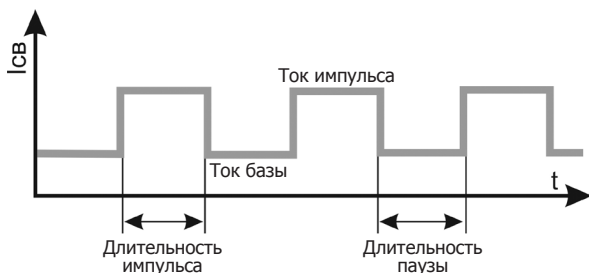 Iсв
Ток импульса
Ток базы
t
Длительность
импульса
Длительность
паузы